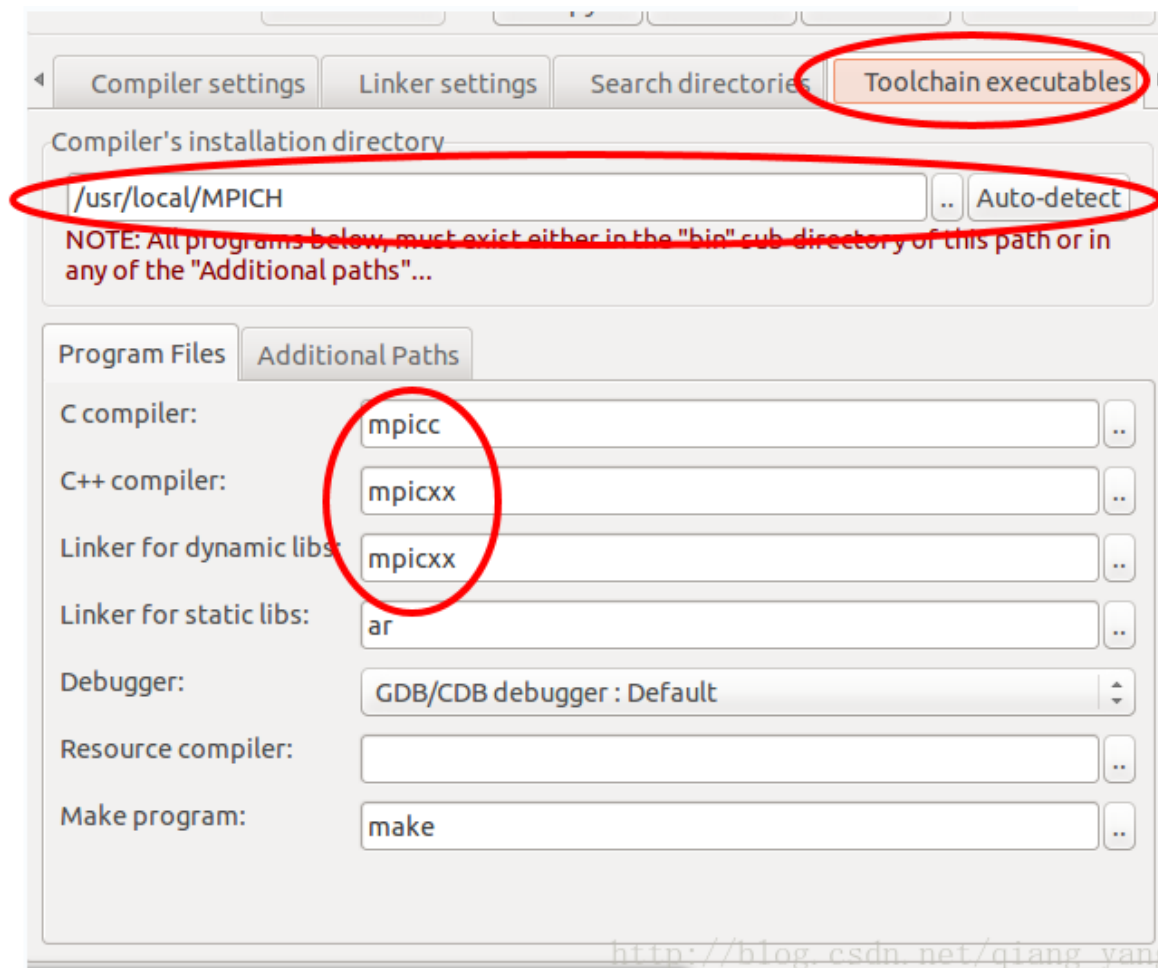 Compiler settings
Linker settings
Search directories
Toolchain executables
Compiler's installation directory
/usr/local/MPICH
..
Auto-detect
NOTE: All programs below, must exist either in the "bin" sub-directory of this path or in
any of the "Additional paths"...
Program Files
Additional Paths
C compiler:
mpicc
..
C++ compiler:
mpicxx
..
Linker for dynamic libs:
mpicxx
..
Linker for static libs:
ar
..
Debugger:
GDB/CDB debugger : Default
Resource compiler:
..
Make program:
make
..
http://blog.csdn.net/qiang_yang